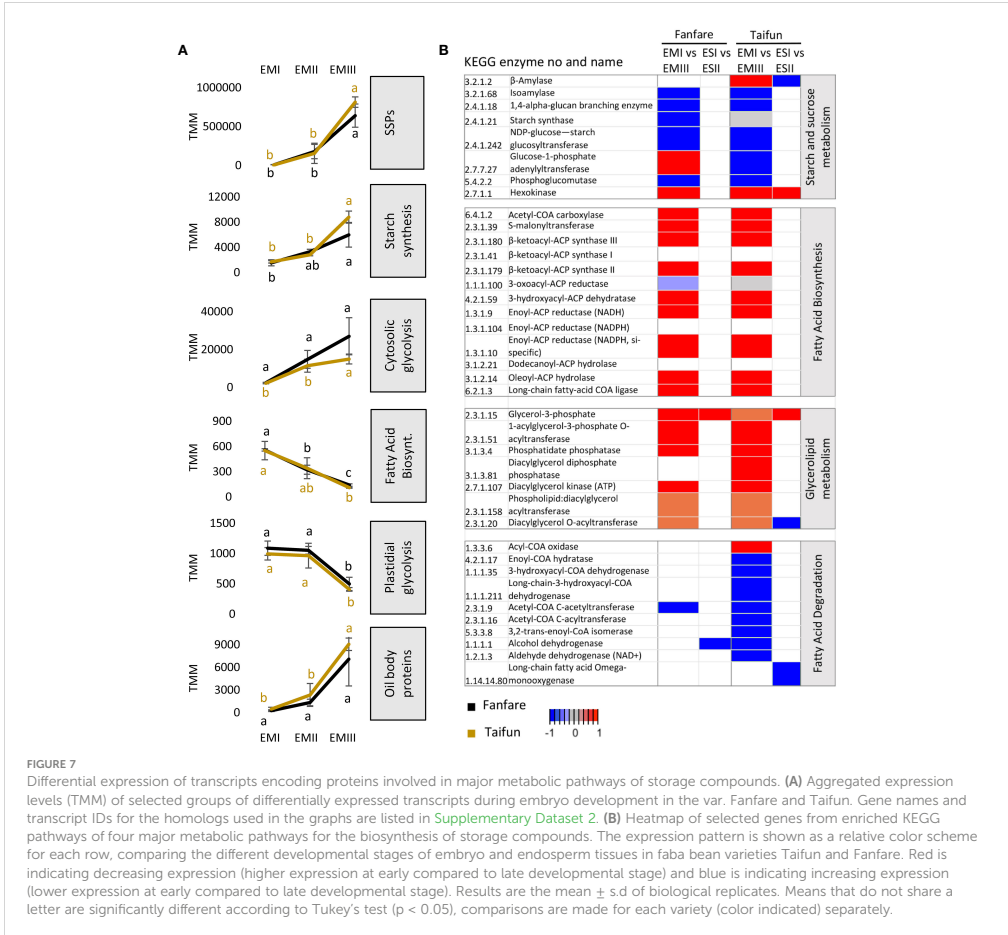 A
EMI EMII EMIII
1000000
500000
0
TMM
b
b
b
b
a
a
SSPs
12000
8000
4000
0
TMM
b
b
b
ab
a
a
Starch
synthesis
40000
20000
0
TMM
a
b
a
b
a
a
Cytosolic
glycolysis
900
600
300
0
TMM
a
a
b
ab
c
b
Fatty Acid
Biosynt.
1500
1000
500
0
TMM
a
a
a
a
b
b
Plastidial
glycolysis
9000
6000
3000
0
TMM
b
a
b
a
a
a
Oil body
proteins
EMI EMII EMIII
B
Fanfare Taifun
KEGG enzyme no and name
EMI vs ESI vs EMI vs ESI vs
EMIII ESII EMIII ESII
3.2.1.2 β-Amylase
3.2.1.68 Isoamylase
2.4.1.18 1,4-alpha-glucan branching enzyme
2.4.1.21 Starch synthase
NDP-glucose—starch
2.4.1.242 glucosyltransferase
Glucose-1-phosphate
2.7.7.27 adenylyltransferase
5.4.2.2 Phosphoglucomutase
2.7.1.1 Hexokinase
Starch and sucrose
metabolism
6.4.1.2 Acetyl-COA carboxylase
2.3.1.39 S-malonyltransferase
2.3.1.180 β-ketoacyl-ACP synthase III
2.3.1.41 β-ketoacyl-ACP synthase I
2.3.1.179 β-ketoacyl-ACP synthase II
1.1.1.100 3-oxoacyl-ACP reductase
4.2.1.59 3-hydroxyacyl-ACP dehydratase
1.3.1.9 Enoyl-ACP reductase (NADH)
1.3.1.104 Enoyl-ACP reductase (NADPH)
Enoyl-ACP reductase (NADPH, si-
1.3.1.10 specific)
3.1.2.21 Dodecanoyl-ACP hydrolase
3.1.2.14 Oleoyl-ACP hydrolase
6.2.1.3 Long-chain fatty-acid COA ligase
Fatty Acid Biosynthesis
2.3.1.15 Glycerol-3-phosphate
1-acylglycerol-3-phosphate O-
2.3.1.51 acyltransferase
3.1.3.4 Phosphatidate phosphatase
Diacylglycerol diphosphate
3.1.3.81 phosphatase
2.7.1.107 Diacylglycerol kinase (ATP)
Phospholipid:diacylglycerol
2.3.1.158 acyltransferase
2.3.1.20 Diacylglycerol O-acyltransferase
Glycerolipid
metabolism
1.3.3.6 Acyl-COA oxidase
4.2.1.17 Enoyl-COA hydratase
1.1.1.35 3-hydroxyacyl-COA dehydrogenase
Long-chain-3-hydroxyacyl-COA
1.1.1.211 dehydrogenase
2.3.1.9 Acetyl-COA C-acetyltransferase
2.3.1.16 Acetyl-COA C-acyltransferase
5.3.3.8 3,2-trans-enoyl-CoA isomerase
1.1.1.1 Alcohol dehydrogenase
1.2.1.3 Aldehyde dehydrogenase (NAD+)
Long-chain fatty acid Omega-
1.14.14.80 monooxygenase
Fatty Acid Degradation
Fanfare
Taifun
-1 0 1
FIGURE 7
Differential expression of transcripts encoding proteins involved in major metabolic pathways of storage compounds. (A) Aggregated expression
levels (TMM) of selected groups of differentially expressed transcripts during embryo development in the var. Fanfare and Taifun. Gene names and
transcript IDs for the homologs used in the graphs are listed in Supplementary Dataset 2. (B) Heatmap of selected genes from enriched KEGG
pathways of four major metabolic pathways for the biosynthesis of storage compounds. The expression pattern is shown as a relative color scheme
for each row, comparing the different developmental stages of embryo and endosperm tissues in faba bean varieties Taifun and Fanfare. Red is
indicating decreasing expression (higher expression at early compared to late developmental stage) and blue is indicating increasing expression
(lower expression at early compared to late developmental stage). Results are the mean ± s.d of biological replicates. Means that do not share a
letter are significantly different according to Tukey's test (p < 0.05), comparisons are made for each variety (color indicated) separately.